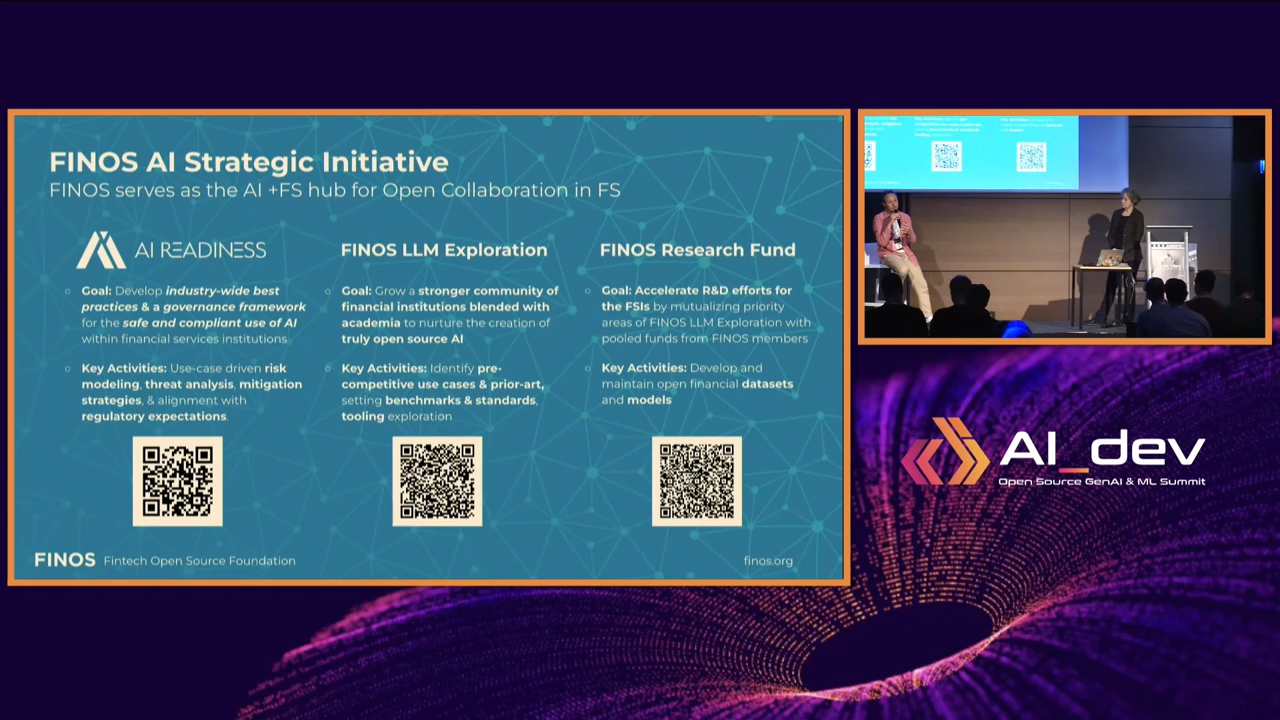 FINOS AI Strategic Initiative
FINOS serves as the AI +FS hub for Open Collaboration in FS
AI READINESS
○ Goal: Develop industry-wide best
practices & a governance framework
for the safe and compliant use of AI
within financial services institutions
○ Key Activities: Use-case driven risk
modeling, threat analysis, mitigation
strategies, & alignment with
regulatory expectations.
FINOS LLM Exploration
○ Goal: Grow a stronger community of
financial institutions blended with
academia to nurture the creation of
truly open source AI
○ Key Activities: Identify pre-
competitive use cases & prior-art,
setting benchmarks & standards,
tooling exploration
FINOS Research Fund
○ Goal: Accelerate R&D efforts for
the FSIs by mutualizing priority
areas of FINOS LLM Exploration with
pooled funds from FINOS members
○ Key Activities: Develop and
maintain open financial datasets
and models
FINOS Fintech Open Source Foundation
finos.org
AI_dev
Open Source GenAI & ML Summit